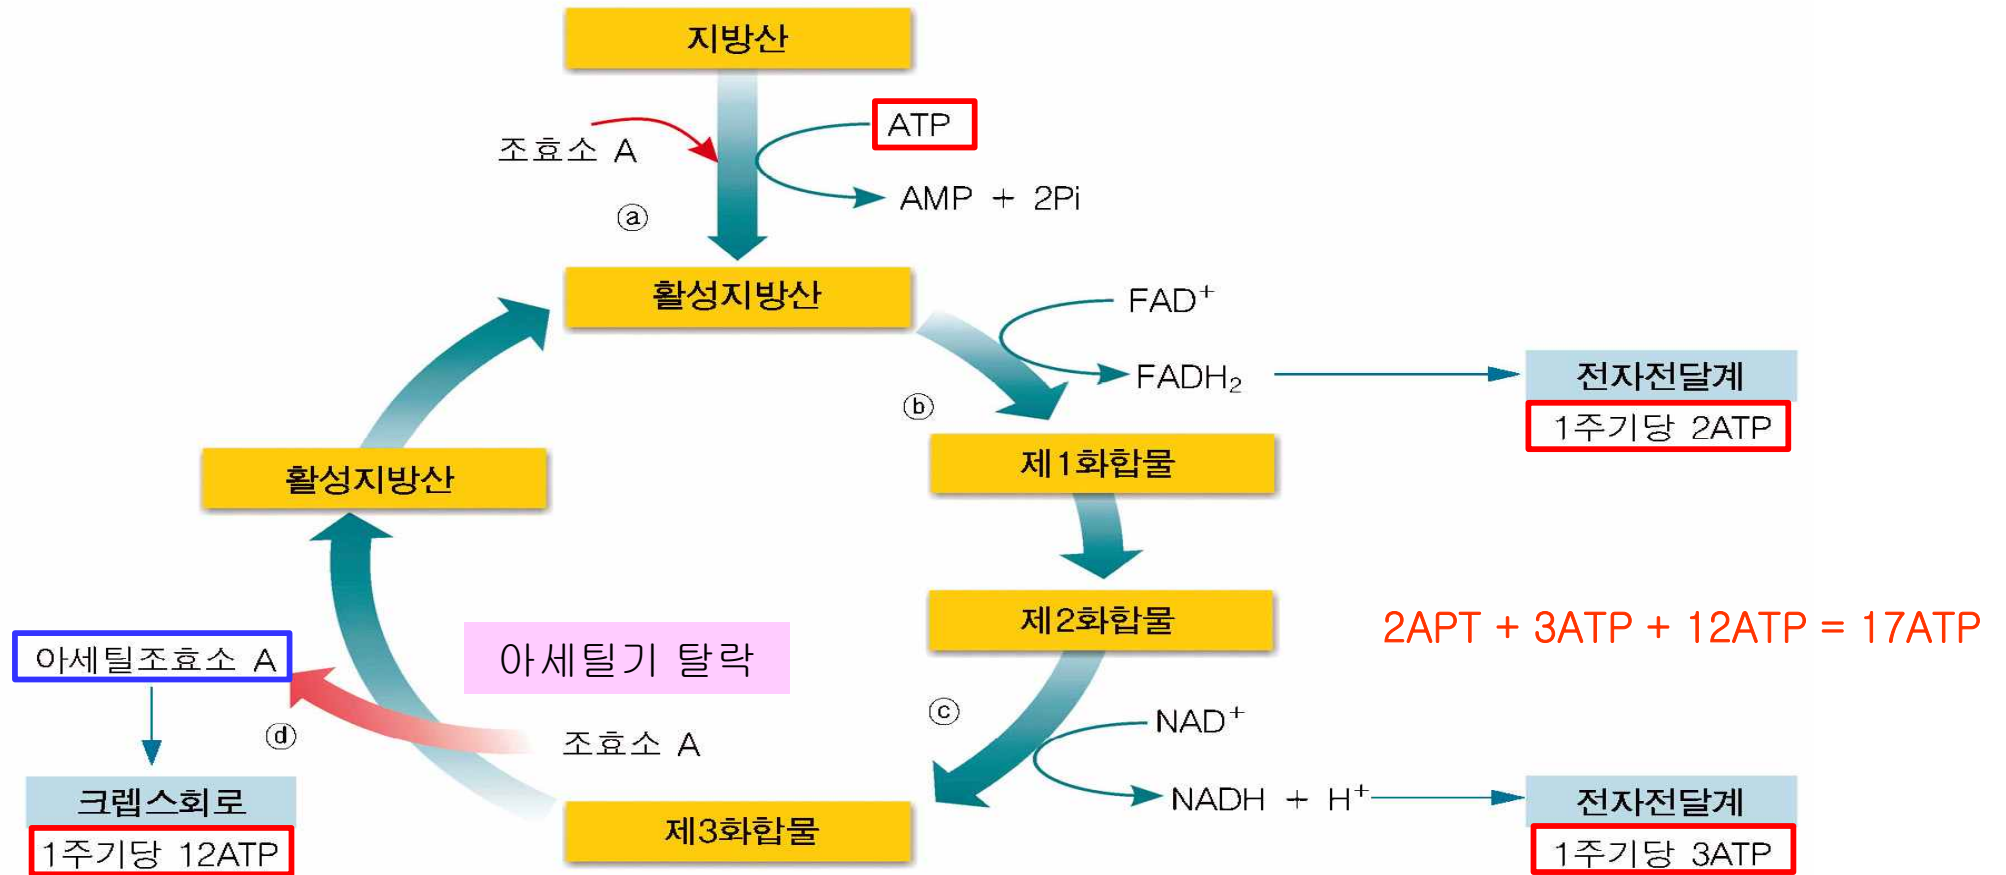 지방산
조효소 A
ATP
AMP + 2Pi
ⓐ
활성지방산
FAD⁺
FADH₂
전자전달계
1주기당 2ATP
ⓑ
제1화합물
활성지방산
제2화합물
2APT + 3ATP + 12ATP = 17ATP
아세틸조효소 A
아세틸기 탈락
ⓒ
NAD⁺
ⓓ
조효소 A
NADH + H⁺
크렙스회로
1주기당 12ATP
제3화합물
전자전달계
1주기당 3ATP